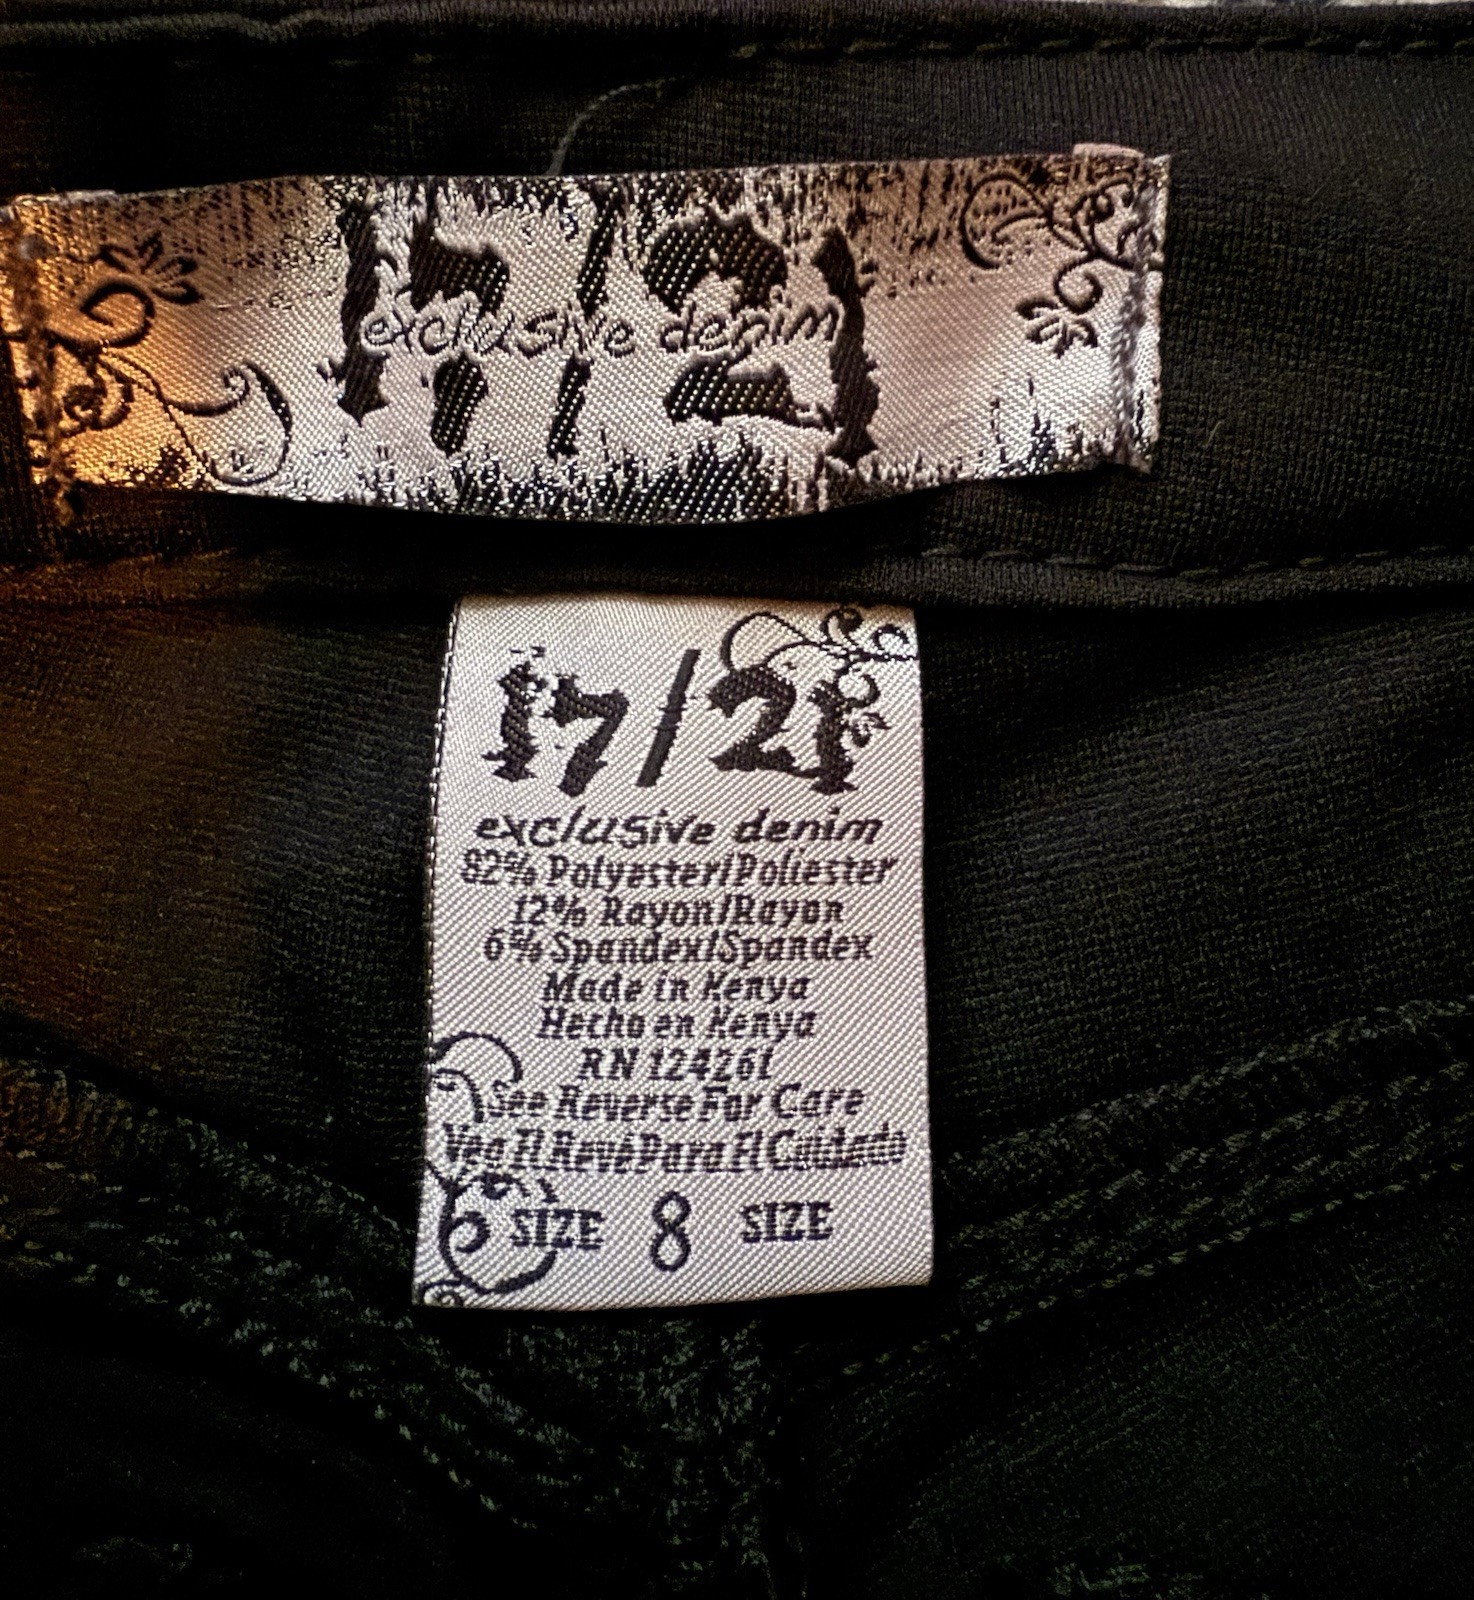 17/21
exclusive denim
17/21
exclusive denim
82% Polyester/Poliester
12% Rayon/Rayon
6% Spandex/Spandex
Made in Kenya
Hecho en Kenya
RN 124261
See Reverse For Care
Vea El Revé Para El Cuidado
SIZE 8 SIZE